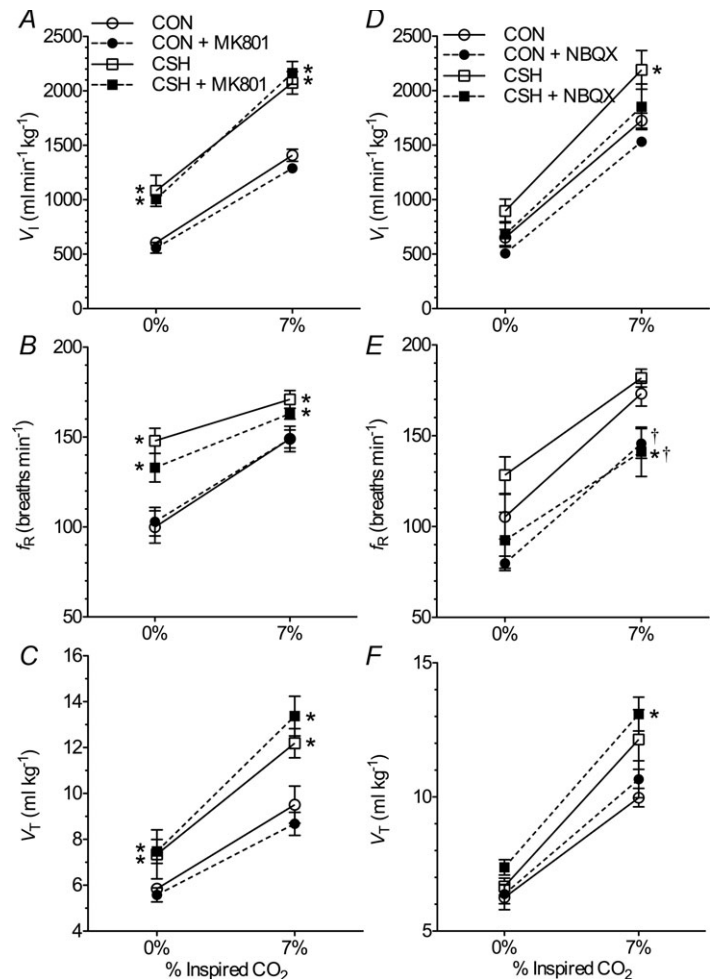 A
CON
CON + MK801
CSH
CSH + MK801
2500
2000
1500
1000
500
0
V_I (ml min⁻¹ kg⁻¹)
* *
* *
0% 7%
D
CON
CON + NBQX
CSH
CSH + NBQX
2500
2000
1500
1000
500
0
V_I (ml min⁻¹ kg⁻¹)
*
0% 7%
B
200
150
100
50
f_R (breaths min⁻¹)
* *
* *
0% 7%
E
200
150
100
50
f_R (breaths min⁻¹)
†
*†
0% 7%
C
16
14
12
10
8
6
4
V_T (ml kg⁻¹)
* *
* *
0% 7%
% Inspired CO₂
F
15
10
5
V_T (ml kg⁻¹)
*
0% 7%
% Inspired CO₂